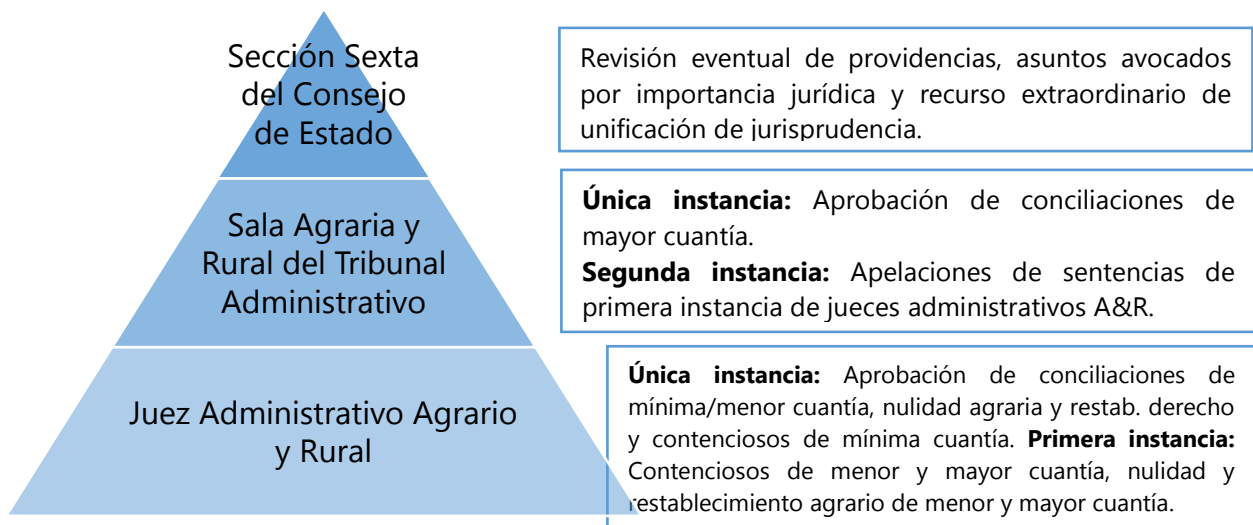 Sección Sexta
del Consejo
de Estado
Revisión eventual de providencias, asuntos avocados
por importancia jurídica y recurso extraordinario de
unificación de jurisprudencia.
Sala Agraria y
Rural del Tribunal
Administrativo
Única instancia: Aprobación de conciliaciones de
mayor cuantía.
Segunda instancia: Apelaciones de sentencias de
primera instancia de jueces administrativos A&R.
Juez Administrativo Agrario
y Rural
Única instancia: Aprobación de conciliaciones de
mínima/menor cuantía, nulidad agraria y restab. derecho
y contenciosos de mínima cuantía. Primera instancia:
Contenciosos de menor y mayor cuantía, nulidad y
restablecimiento agrario de menor y mayor cuantía.